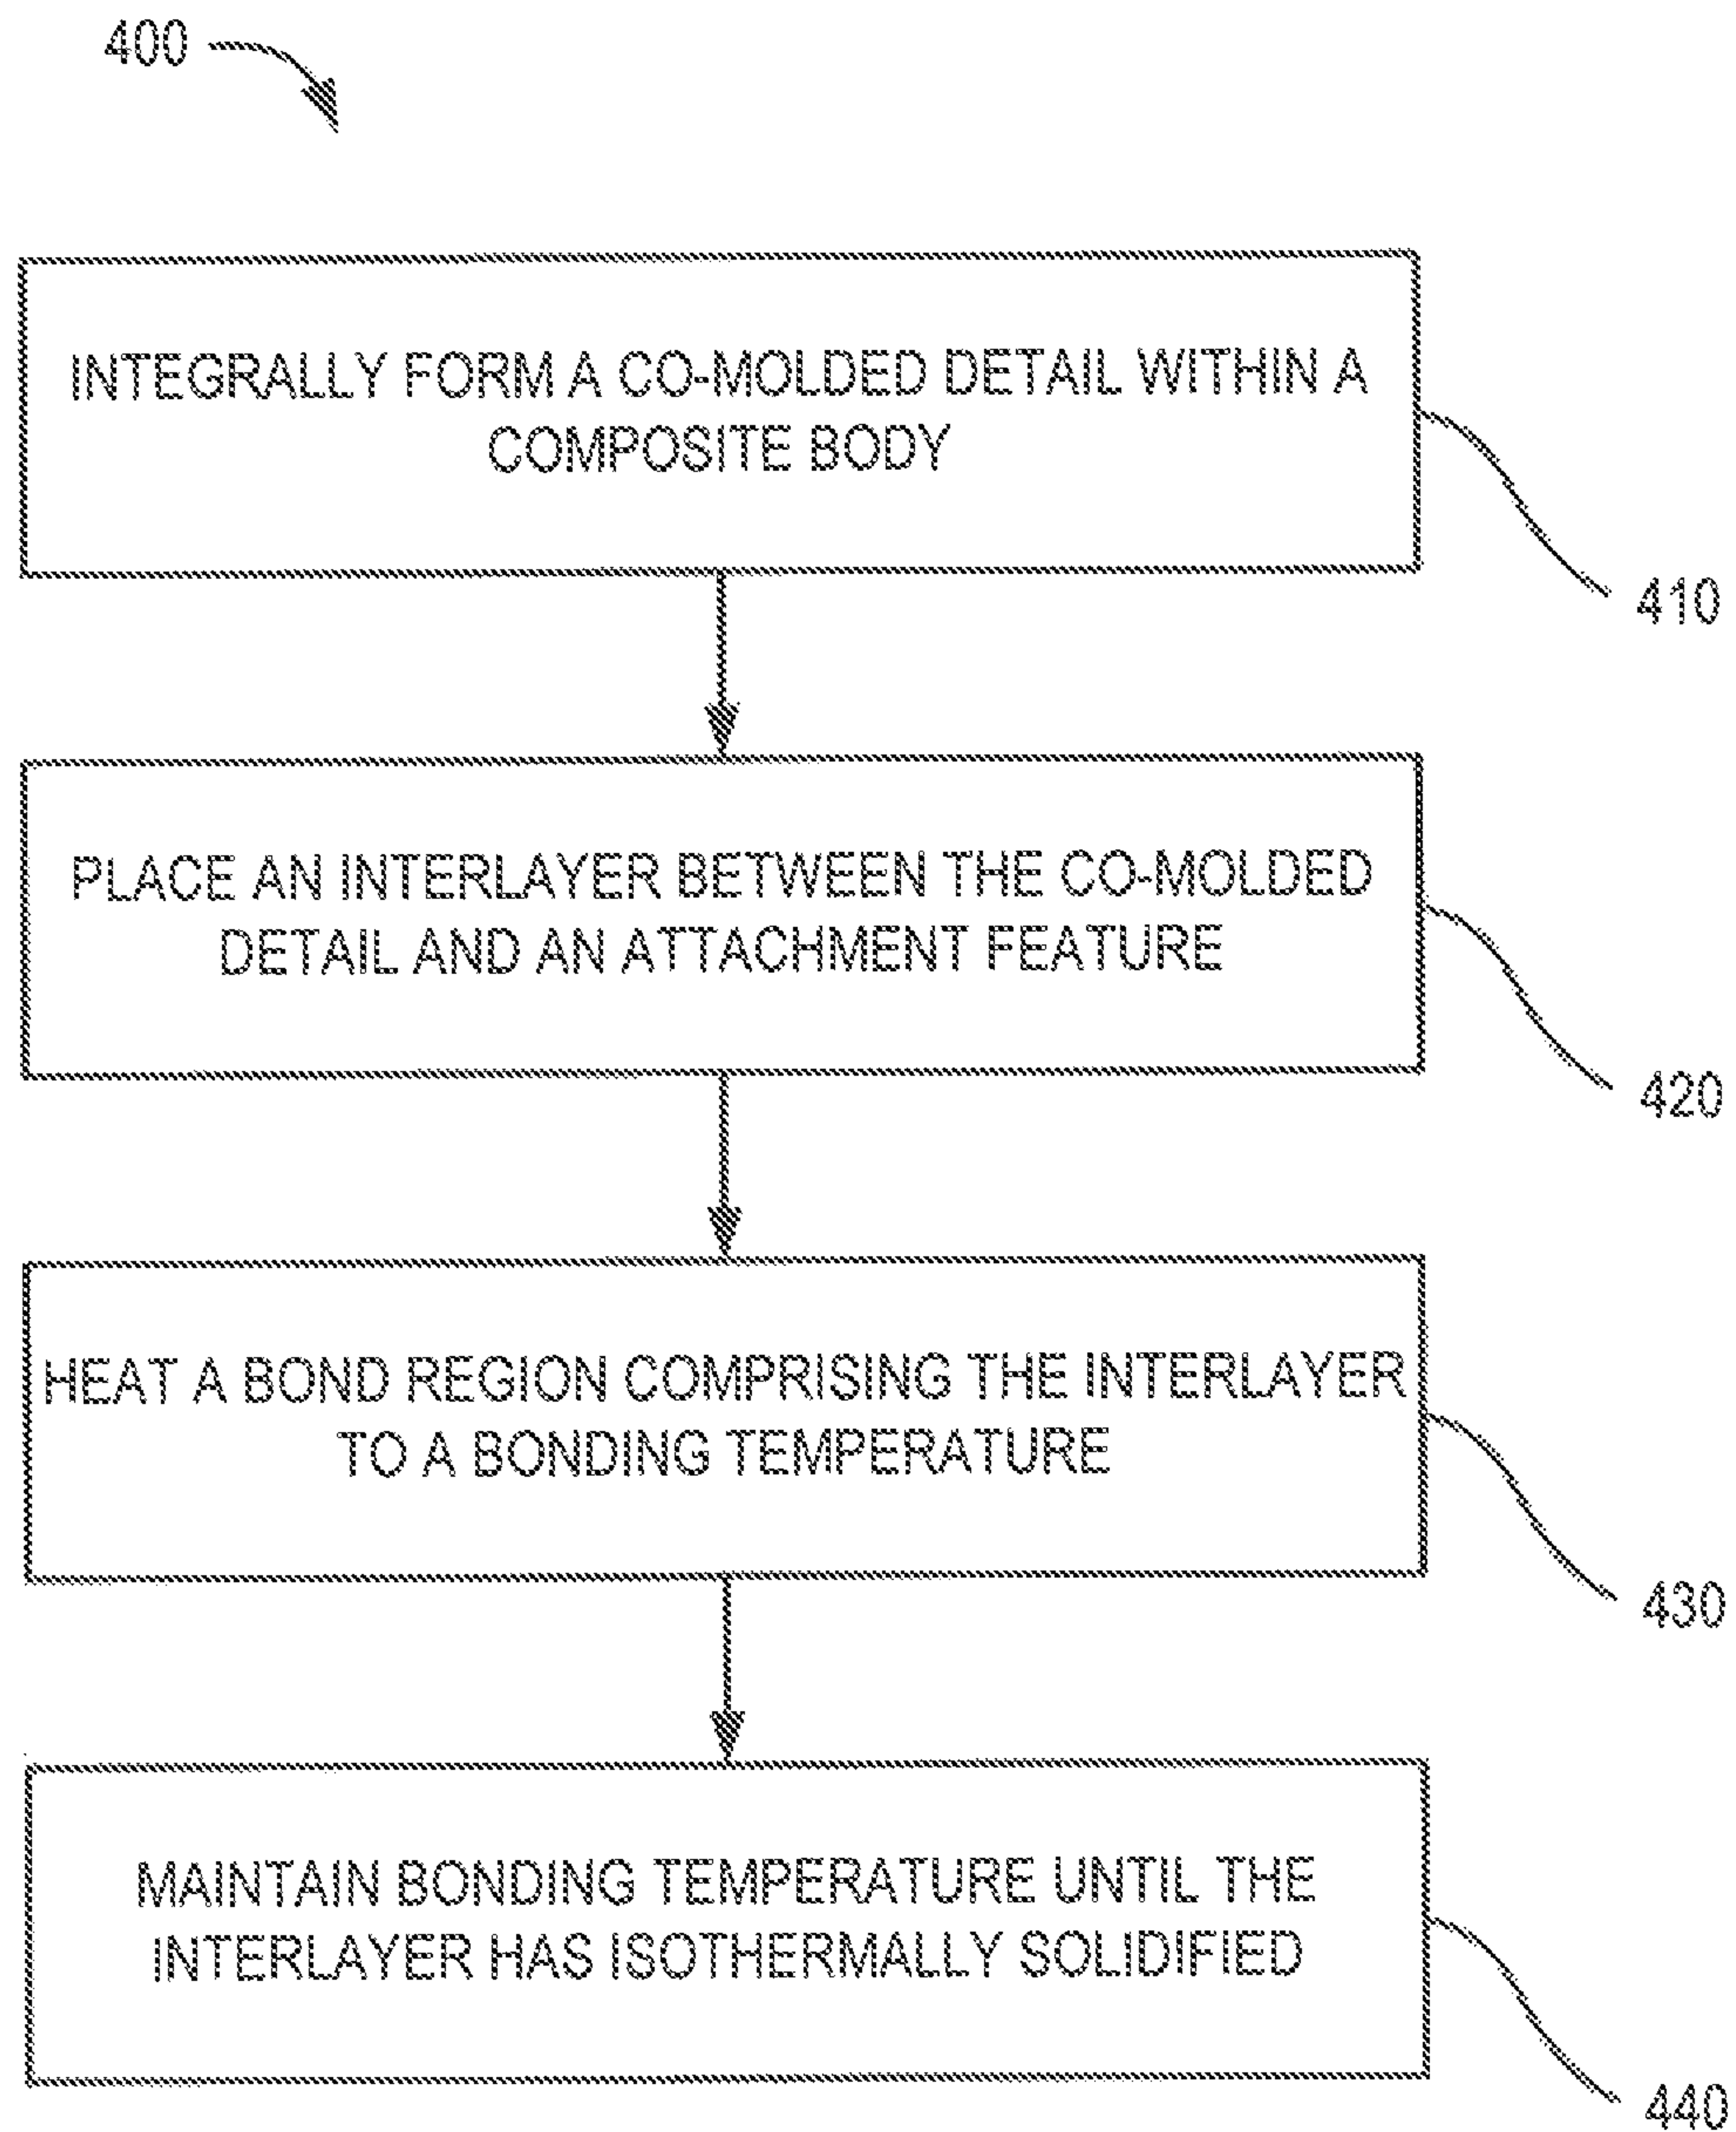 400
INTEGRALLY FORM A CO-MOLDED DETAIL WITHIN A
COMPOSITE BODY
410
PLACE AN INTERLAYER BETWEEN THE CO-MOLDED
DETAIL AND AN ATTACHMENT FEATURE
420
HEAT A BOND REGION COMPRISING THE INTERLAYER
TO A BONDING TEMPERATURE
430
MAINTAIN BONDING TEMPERATURE UNTIL THE
INTERLAYER HAS ISOTHERMALLY SOLIDIFIED
440